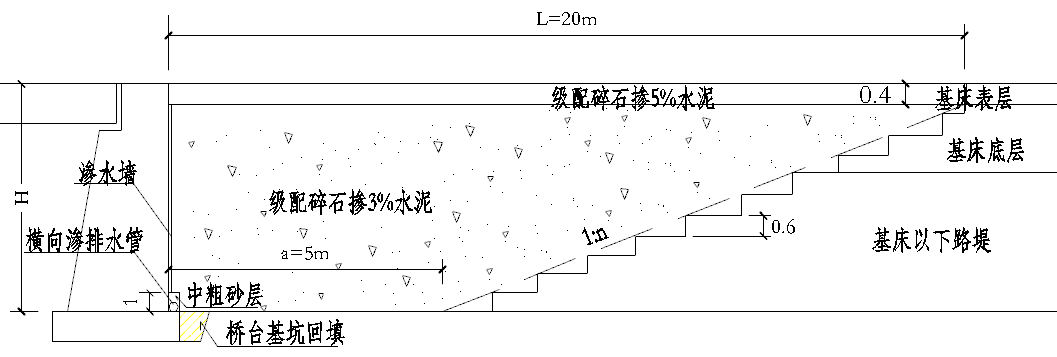 L=20m
级配碎石掺5%水泥
0.4
基床表层
基床底层
渗水墙
H
级配碎石掺3%水泥
横向渗排水管
a=5m
1:n
0.6
基床以下路堤
1
中粗砂层
桥台基坑回填